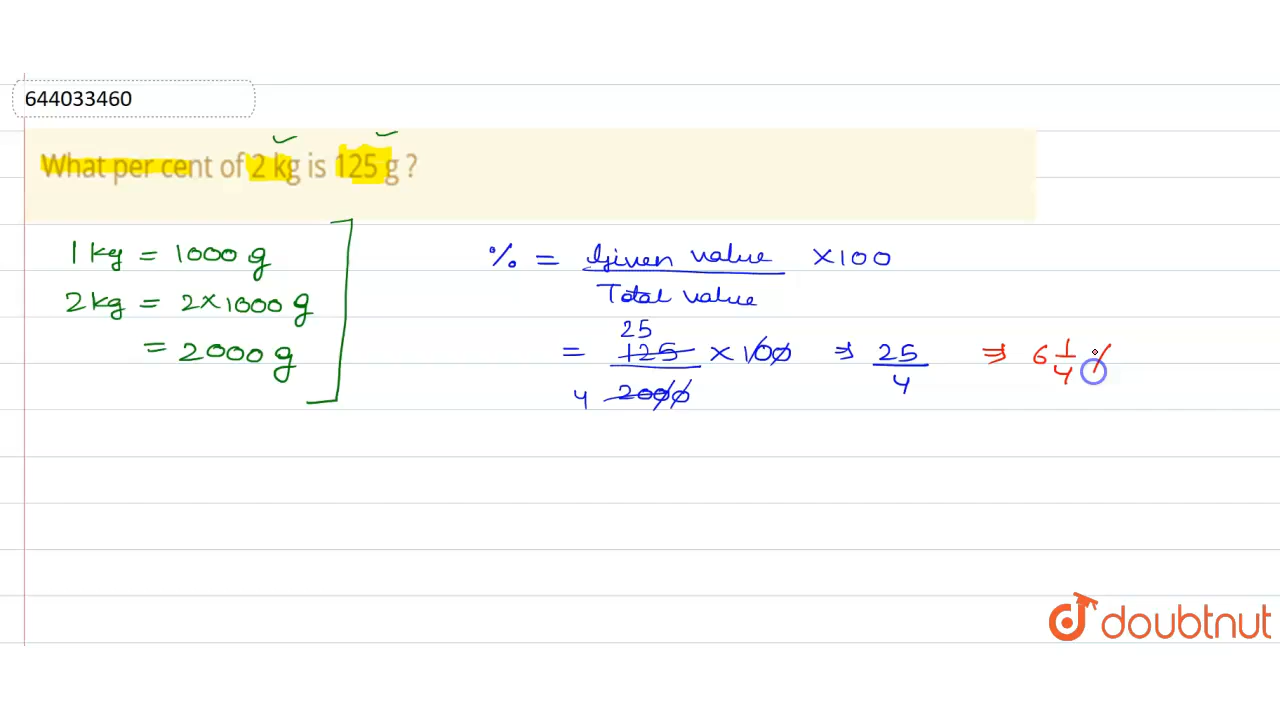 644033460
What per cent of 2 kg is 125 g ?
1 kg = 1000 g
2 kg = 2 × 1000 g
= 2000 g
% = Given value / Total value × 100
= 125 / 2000 × 100 ⇒ 25 / 4 ⇒ 6 1/4 %
25
4
doubtnut